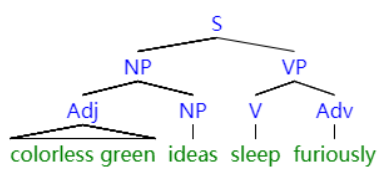 S
NP VP
Adj NP V Adv
colorless green ideas sleep furiously